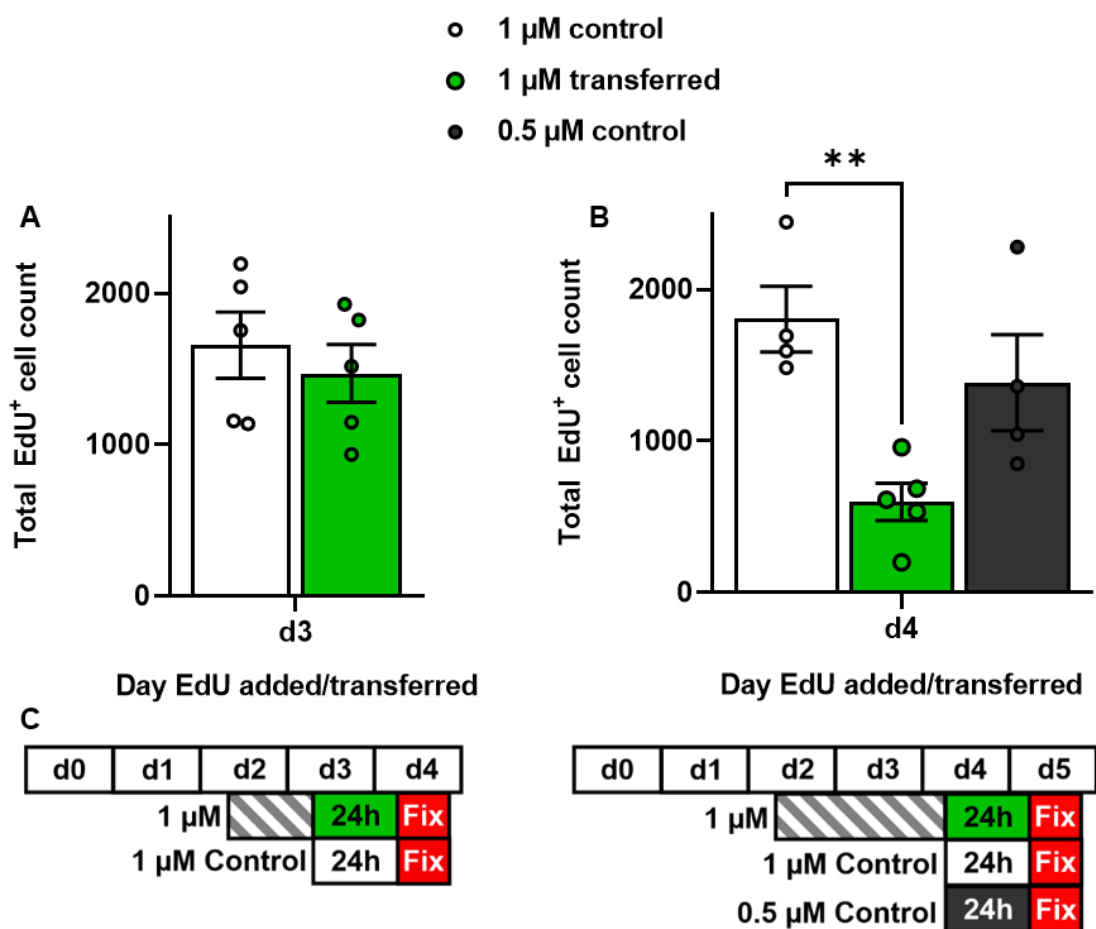 1 µM control
1 µM transferred
0.5 µM control
A
Total EdU⁺ cell count
2000
1000
0
d3
Day EdU added/transferred
B
**
Total EdU⁺ cell count
2000
1000
0
d4
Day EdU added/transferred
C
d0 d1 d2 d3 d4
1 µM 24h Fix
1 µM Control 24h Fix
d0 d1 d2 d3 d4 d5
1 µM 24h Fix
1 µM Control 24h Fix
0.5 µM Control 24h Fix